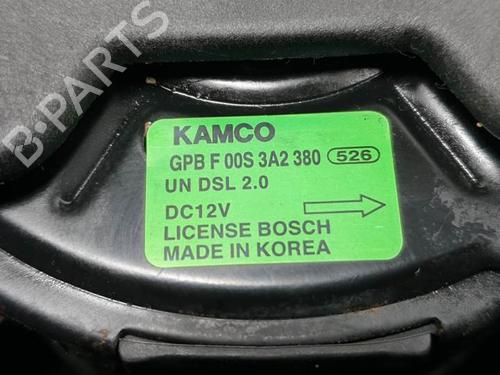 B-PARTS
KAMCO
GPB F 00S 3A2 380 526
UN DSL 2.0
DC12V
LICENSE BOSCH
MADE IN KOREA